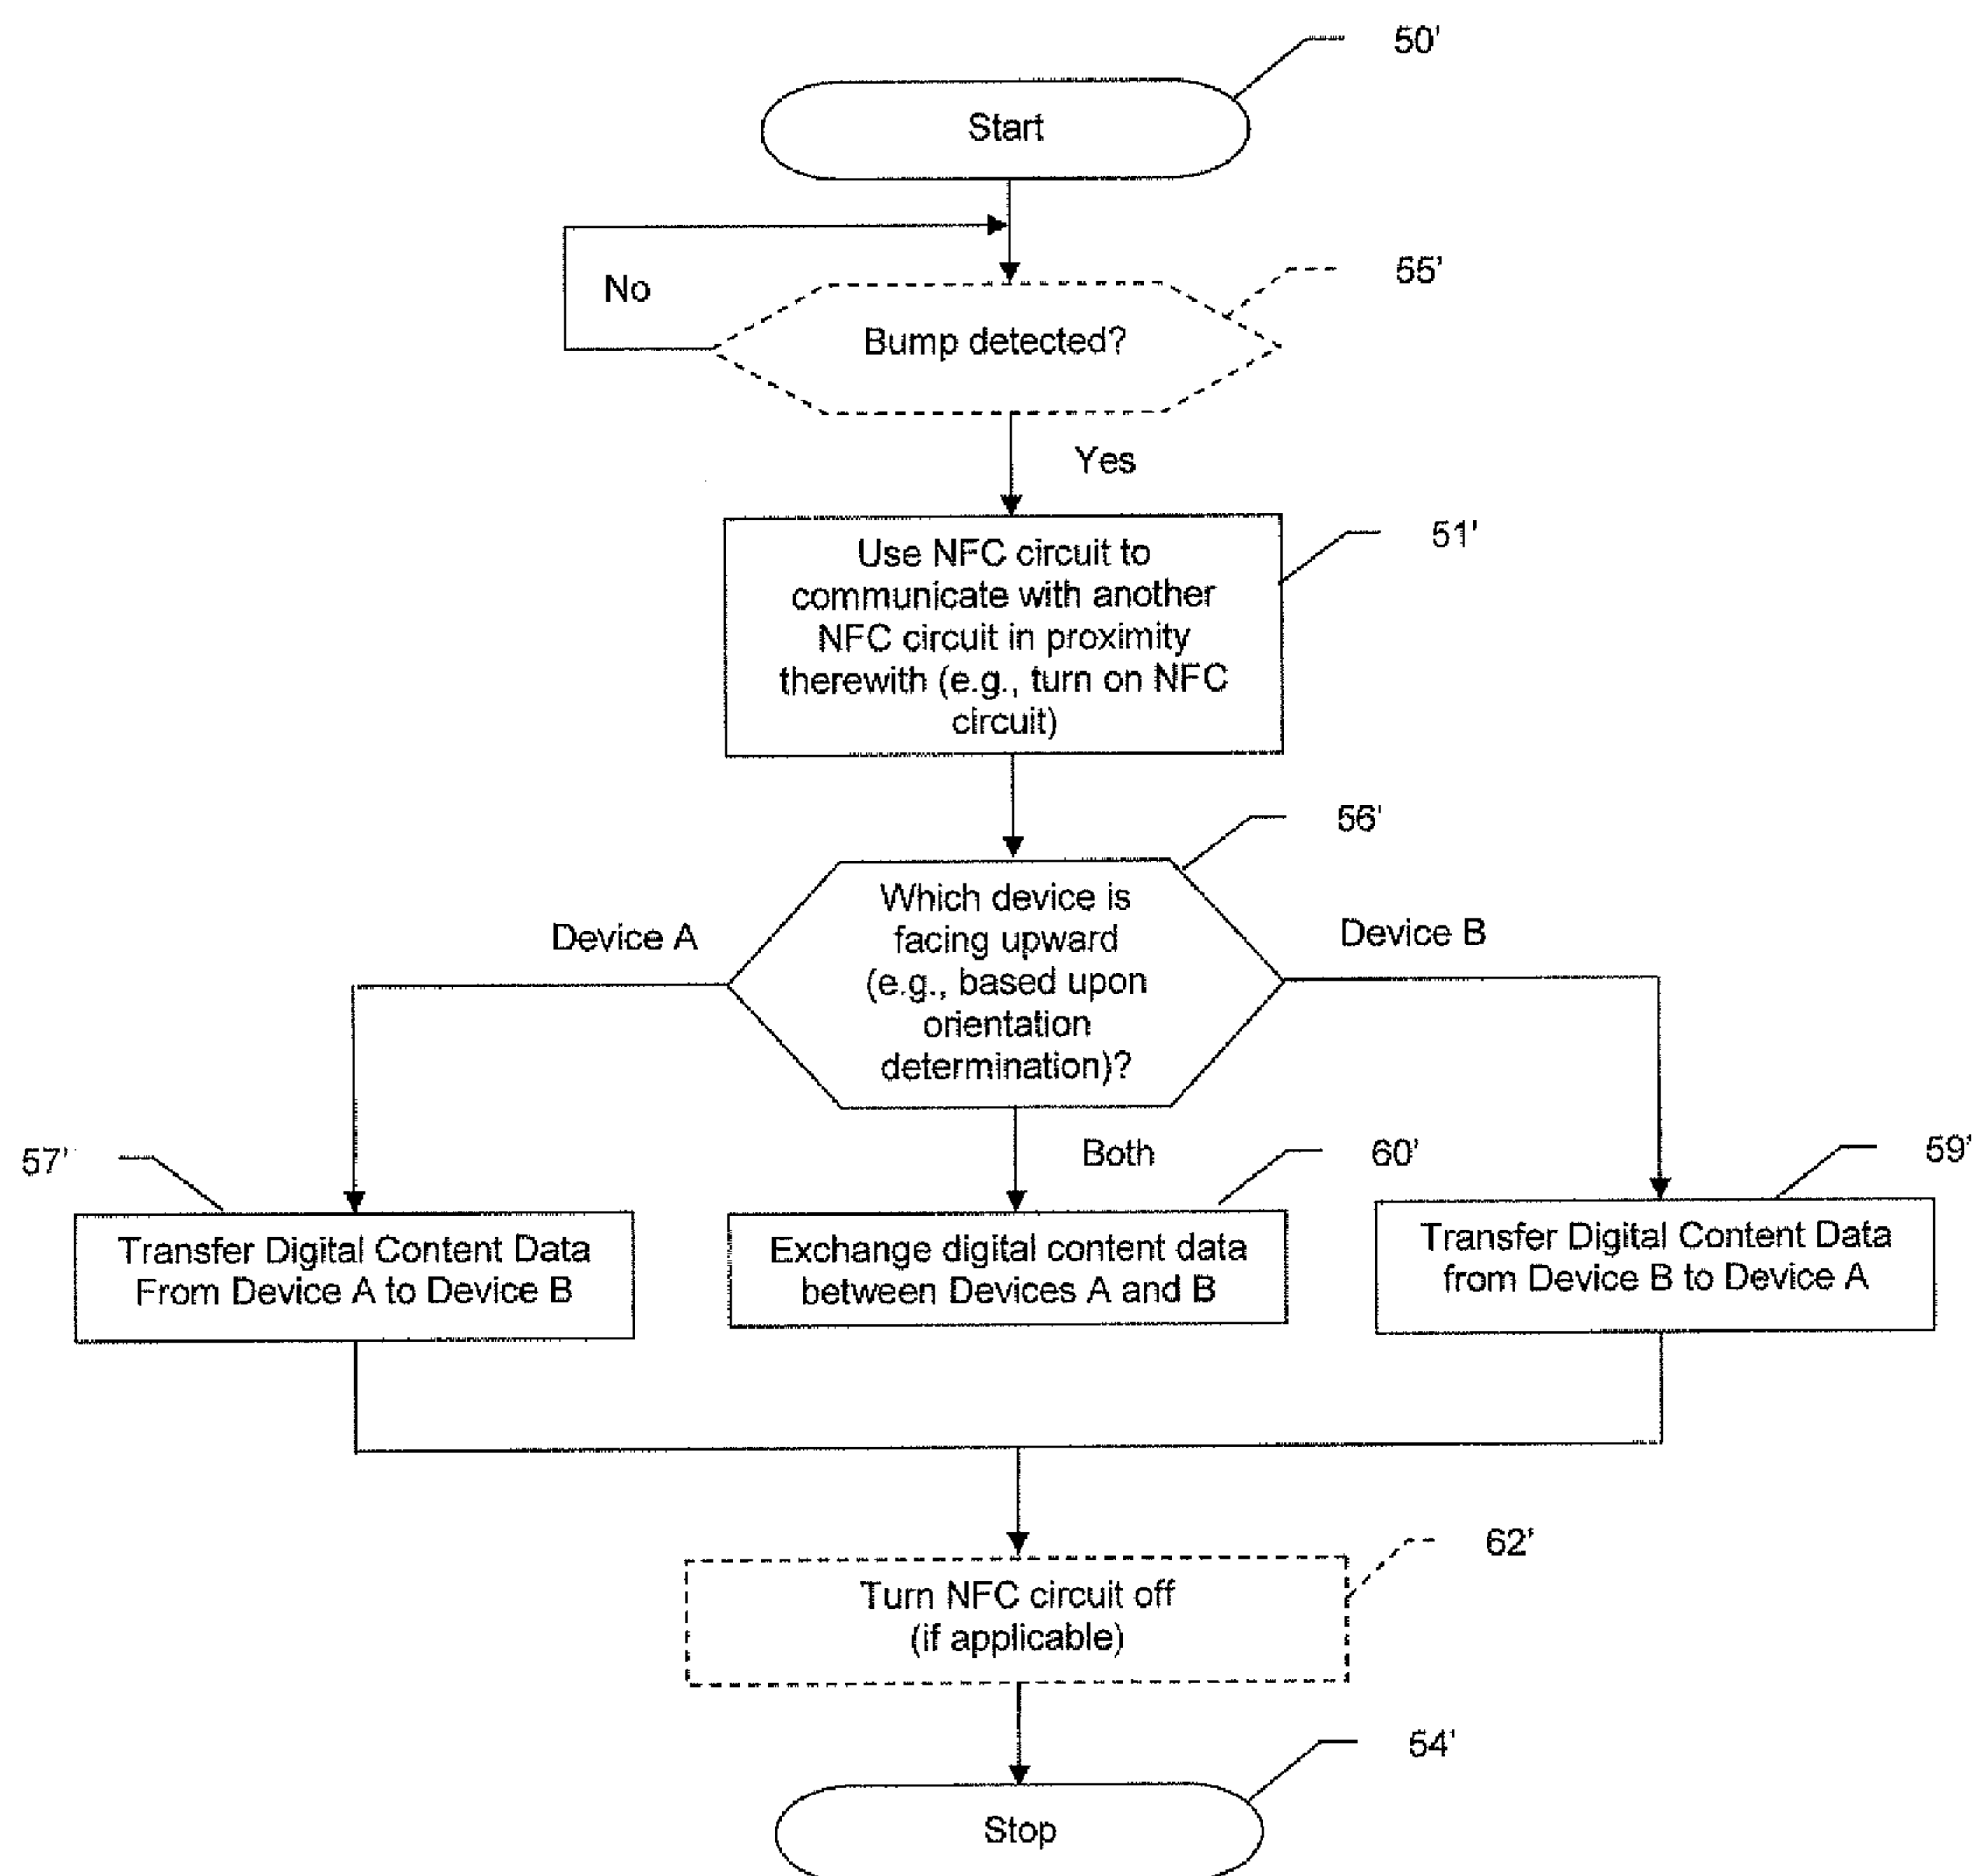 50'
Start
No
55'
Bump detected?
Yes
51'
Use NFC circuit to
communicate with another
NFC circuit in proximity
therewith (e.g., turn on NFC
circuit)
56'
Which device is
facing upward
(e.g., based upon
orientation
determination)?
Device A
Device B
Both
57'
60'
59'
Transfer Digital Content Data
From Device A to Device B
Exchange digital content data
between Devices A and B
Transfer Digital Content Data
from Device B to Device A
62'
Turn NFC circuit off
(if applicable)
54'
Stop